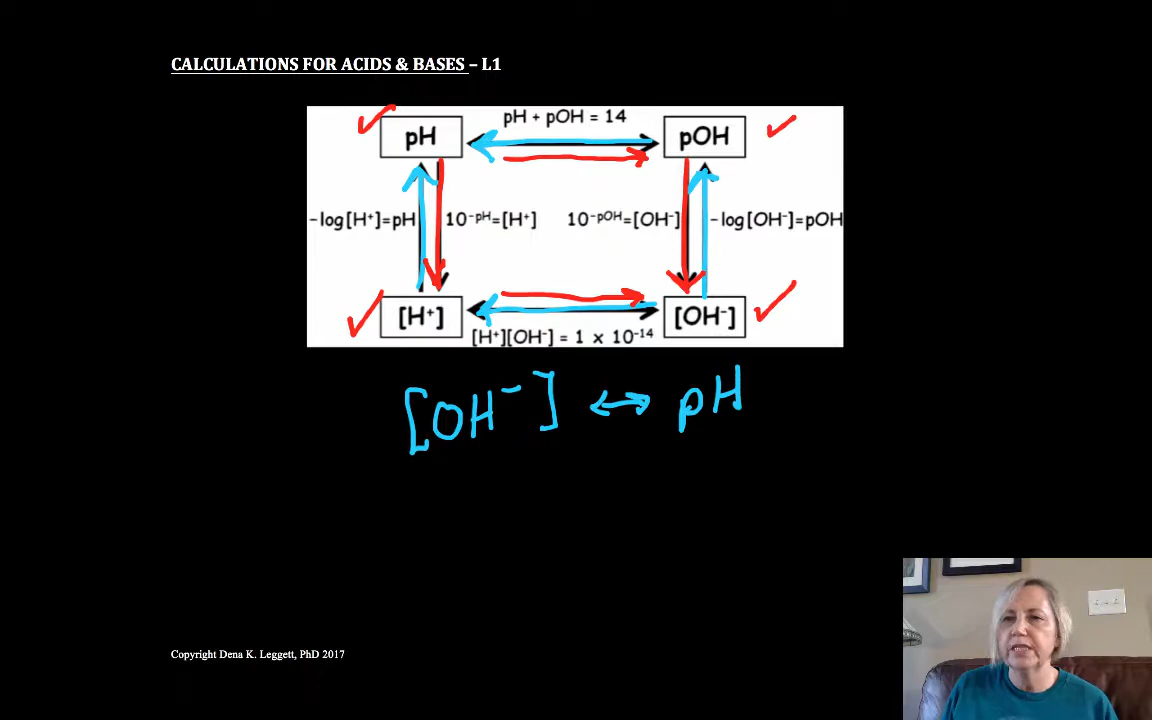 CALCULATIONS FOR ACIDS & BASES – L1
pH + pOH = 14
pH
pOH
-log[H⁺]=pH
10⁻ᵖᴴ=[H⁺]
10⁻ᵖᴼᴴ=[OH⁻]
-log[OH⁻]=pOH
[H⁺]
[OH⁻]
[H⁺][OH⁻] = 1 x 10⁻¹⁴
[OH⁻] ↔ pH
Copyright Dena K. Leggett, PhD 2017